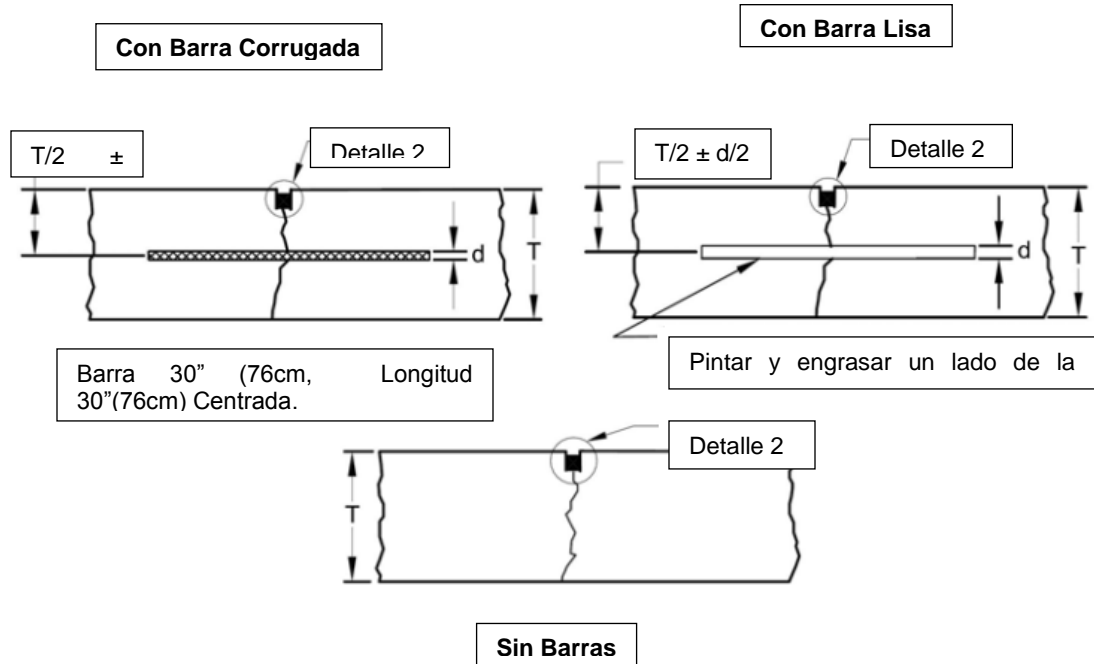 Con Barra Corrugada
Con Barra Lisa
T/2 ±
Detalle 2
T/2 ± d/2
Detalle 2
d
T
d
T
Barra 30" (76cm, Longitud
30"(76cm) Centrada.
Pintar y engrasar un lado de la
Detalle 2
T
Sin Barras